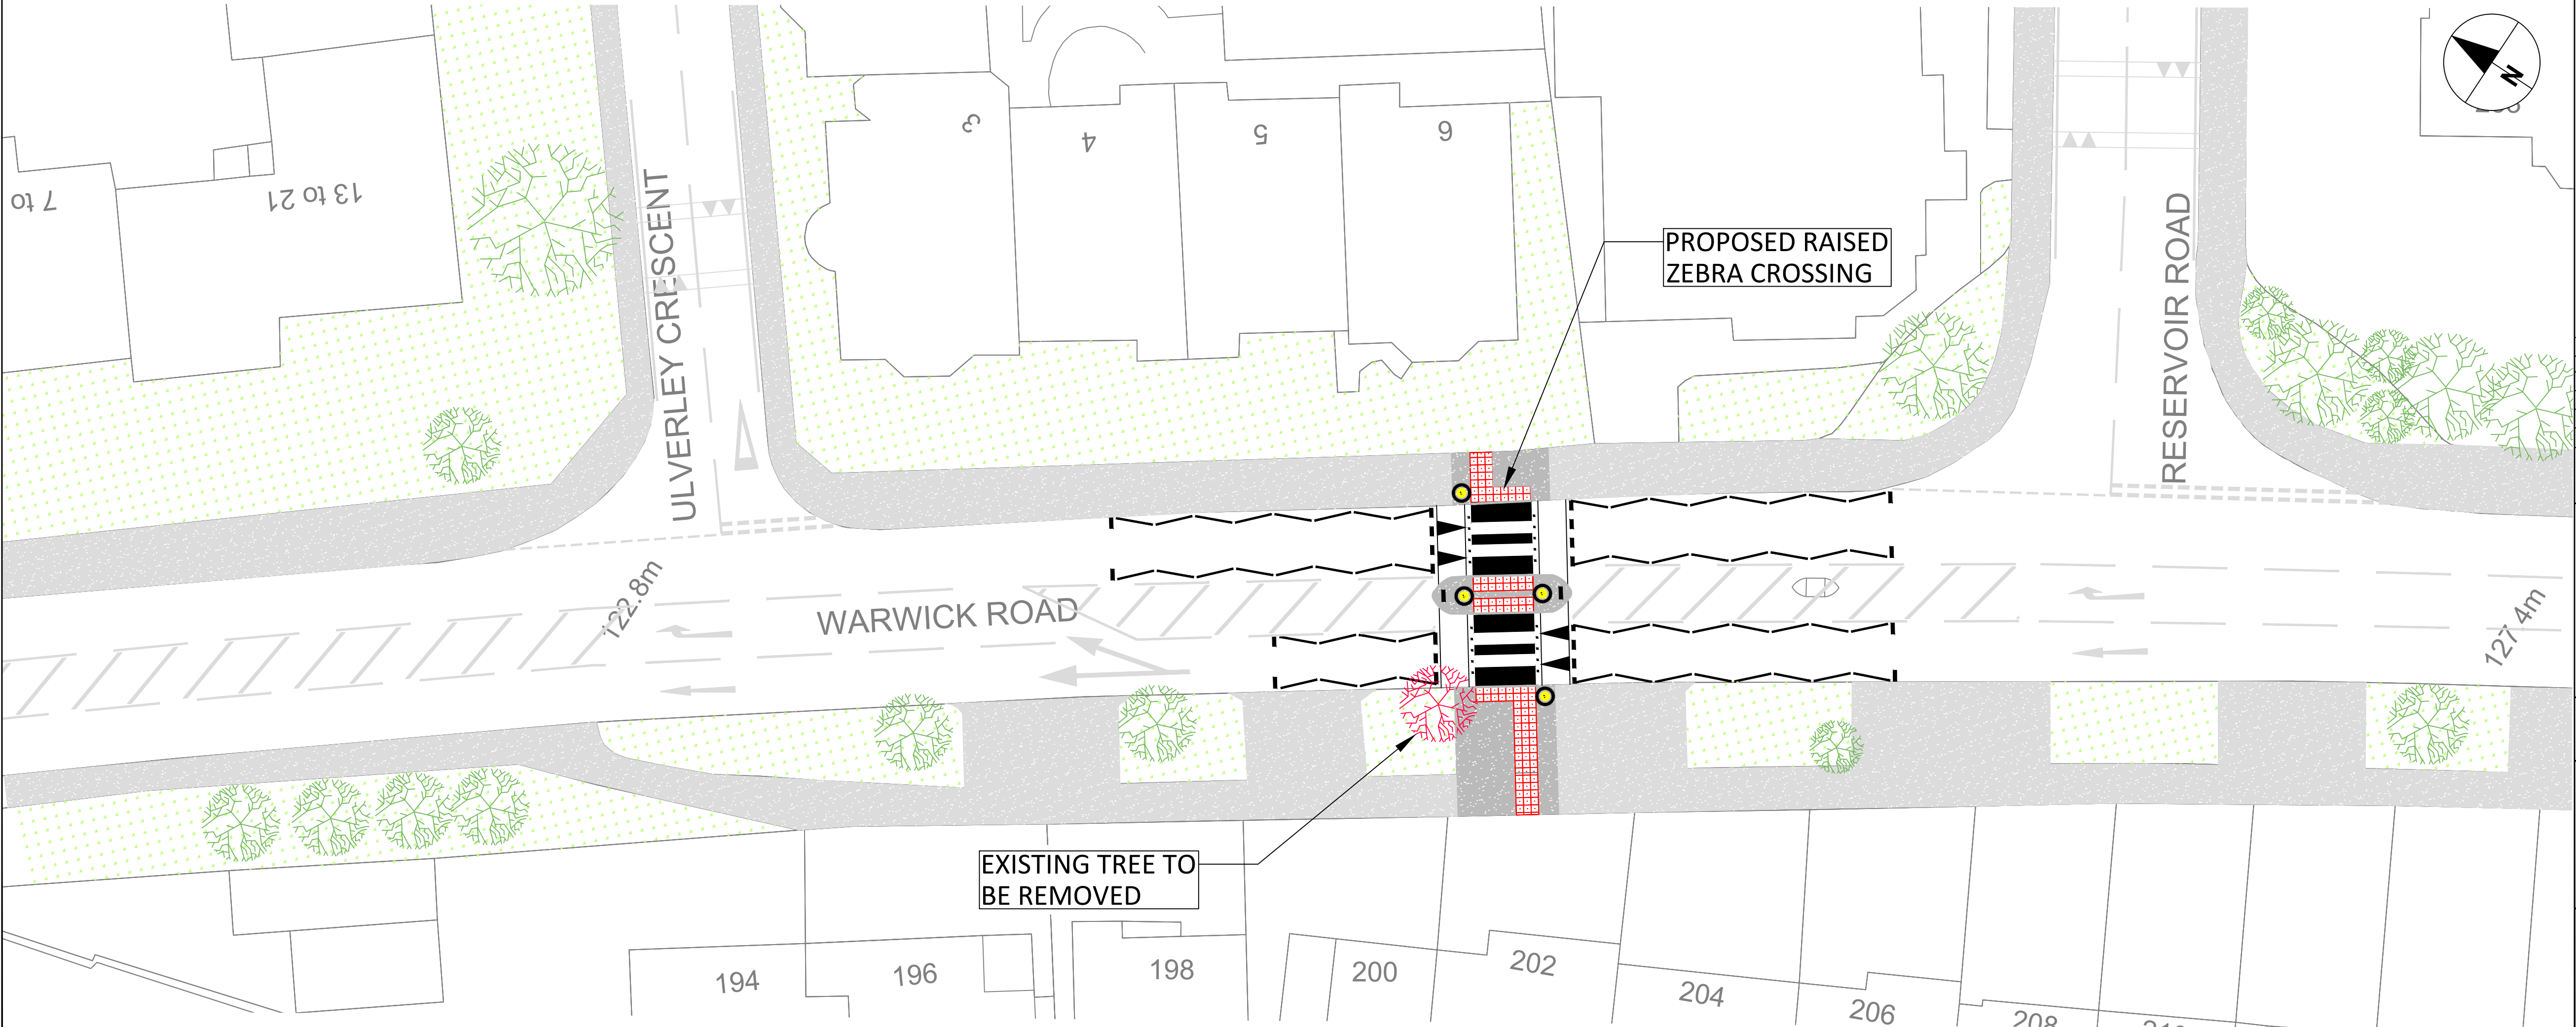 N
7 to
13 to 21
3
4
5
6
ULVERLEY CRESCENT
RESERVOIR ROAD
PROPOSED RAISED
ZEBRA CROSSING
122.8m
WARWICK ROAD
127.4m
EXISTING TREE TO
BE REMOVED
194
196
198
200
202
204
206
208